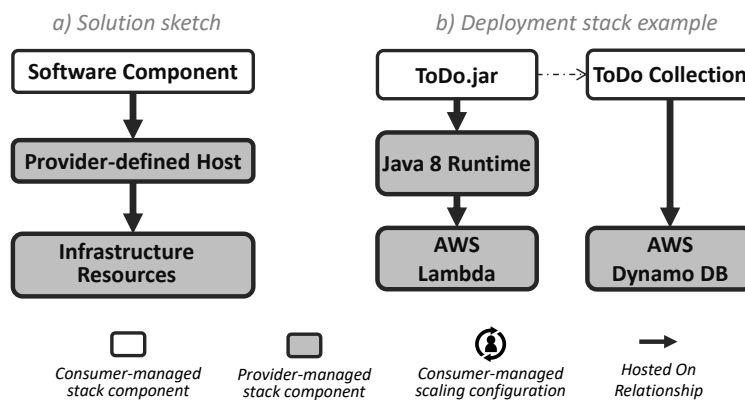 a) Solution sketch
Software Component
Provider-defined Host
Infrastructure
Resources
b) Deployment stack example
ToDo.jar
ToDo Collection
Java 8 Runtime
AWS
Lambda
AWS
Dynamo DB
Consumer-managed
stack component
Provider-managed
stack component
Consumer-managed
scaling configuration
Hosted On
Relationship